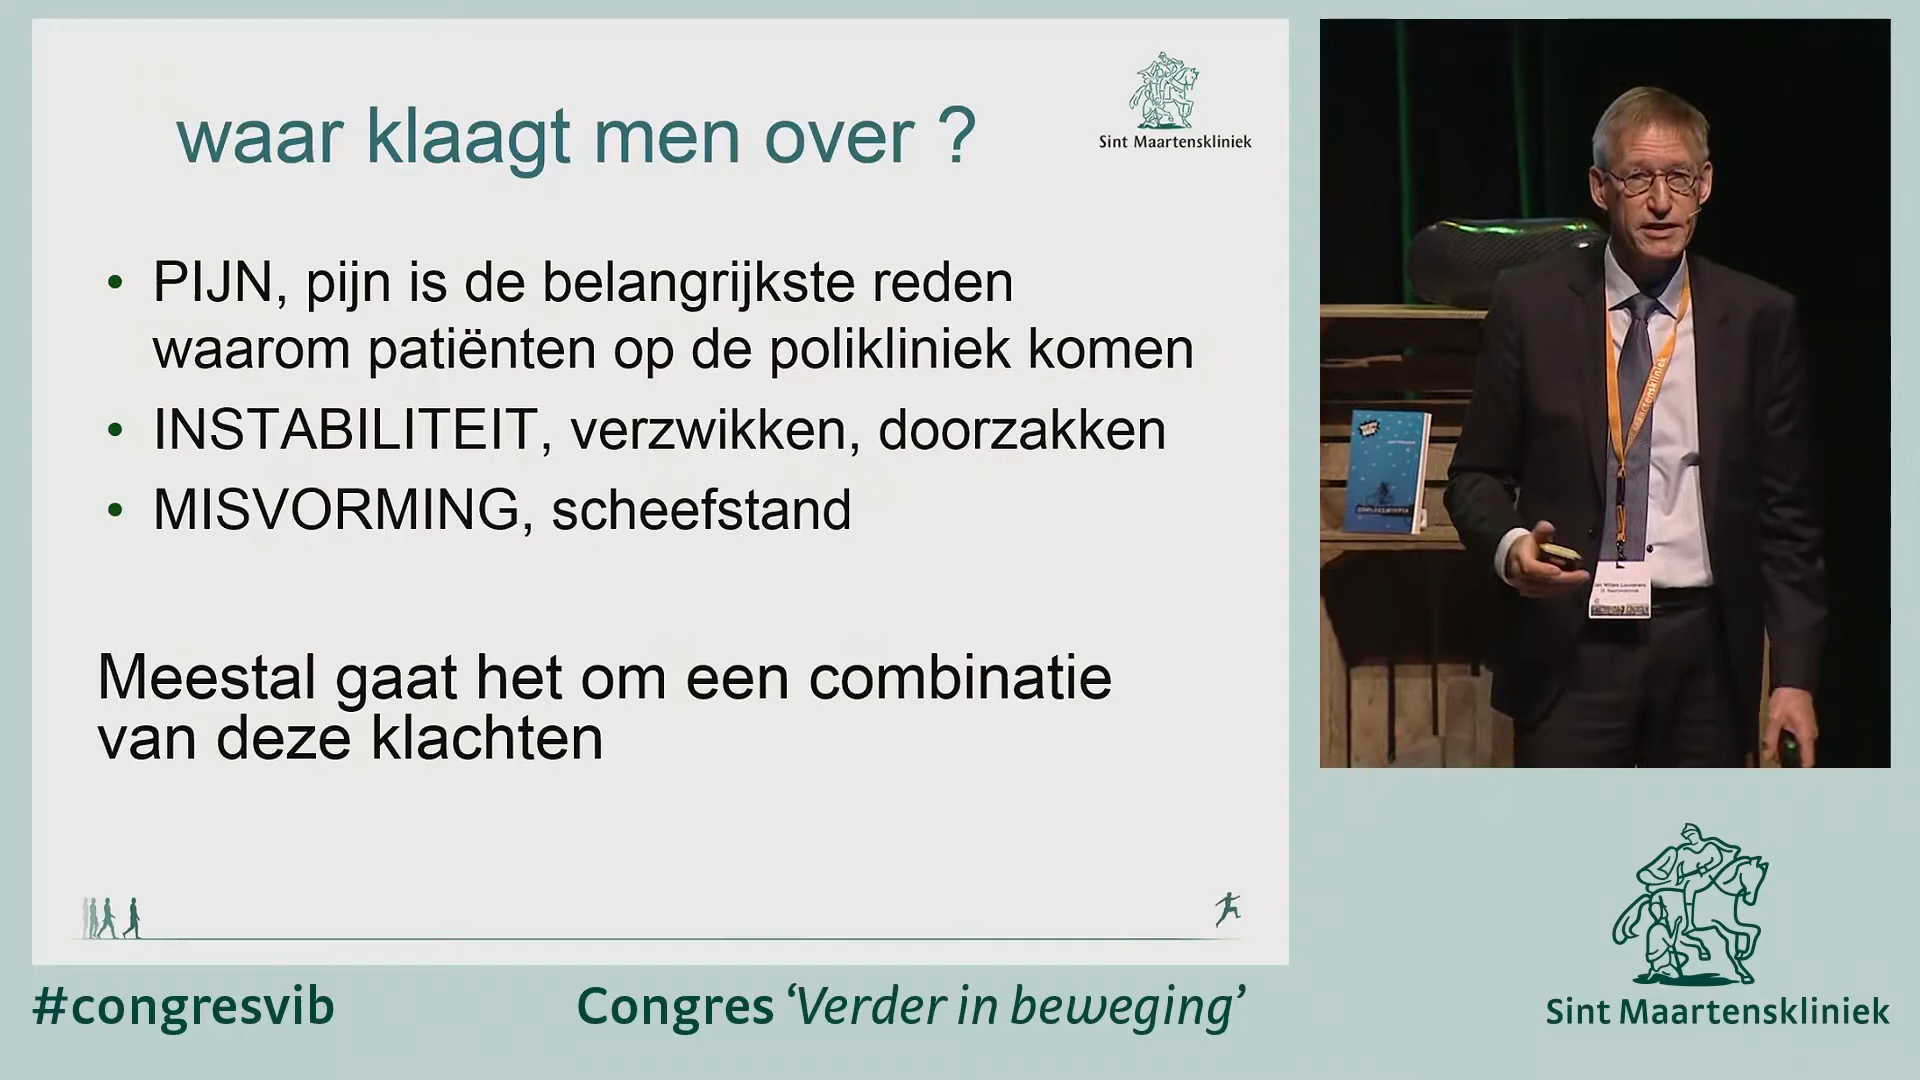 waar klaagt men over ?
Sint Maartenskliniek
• PIJN, pijn is de belangrijkste reden
waarom patiënten op de polikliniek komen
• INSTABILITEIT, verzwikken, doorzakken
• MISVORMING, scheefstand
Meestal gaat het om een combinatie
van deze klachten
#congresvib
Congres ‘Verder in beweging’
Sint Maartenskliniek